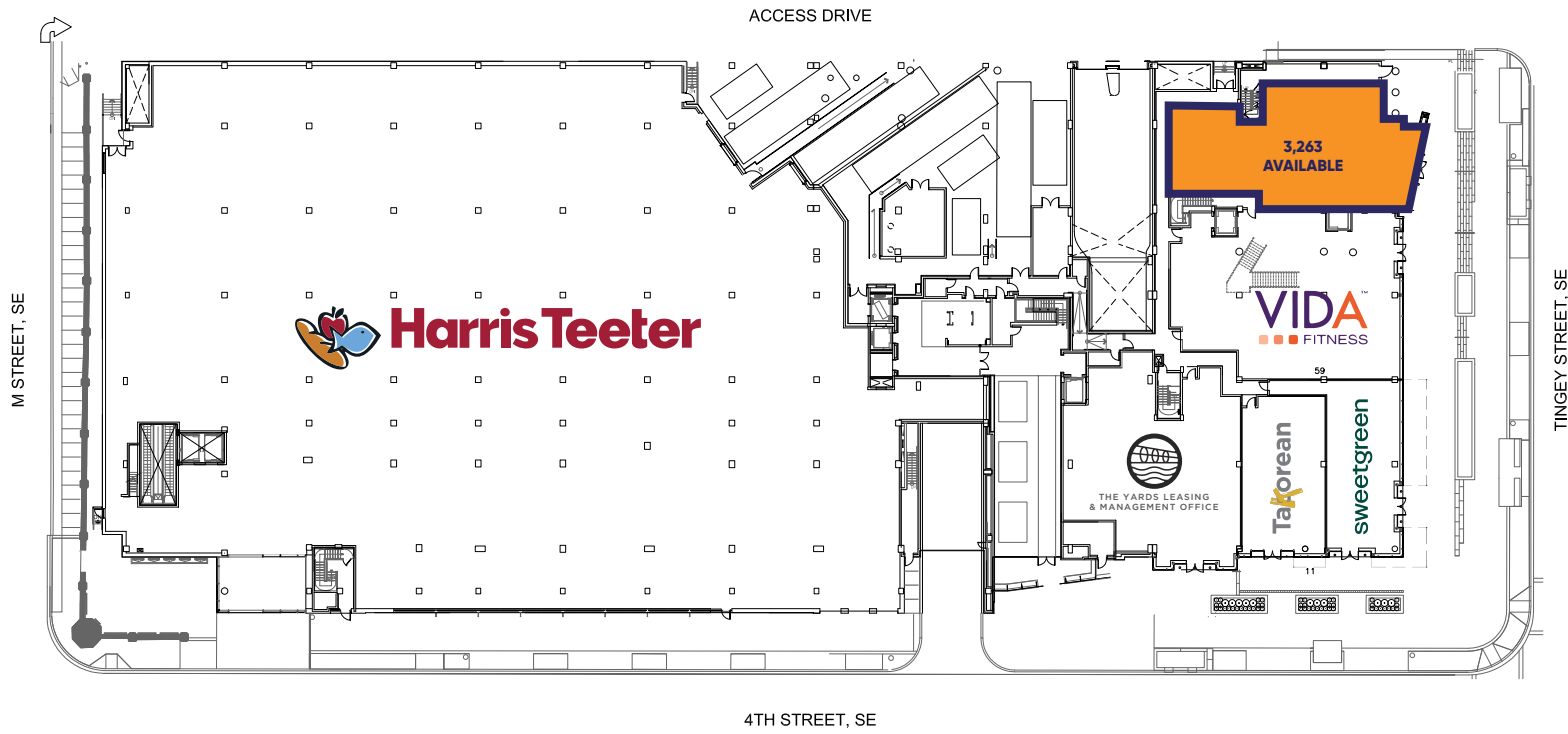 ACCESS DRIVE
3,263
AVAILABLE
M STREET, SE
Harris Teeter
VIDA™
FITNESS
TINGEY STREET, SE
59
THE YARDS LEASING
& MANAGEMENT OFFICE
TaKorean
sweetgreen
11
4TH STREET, SE